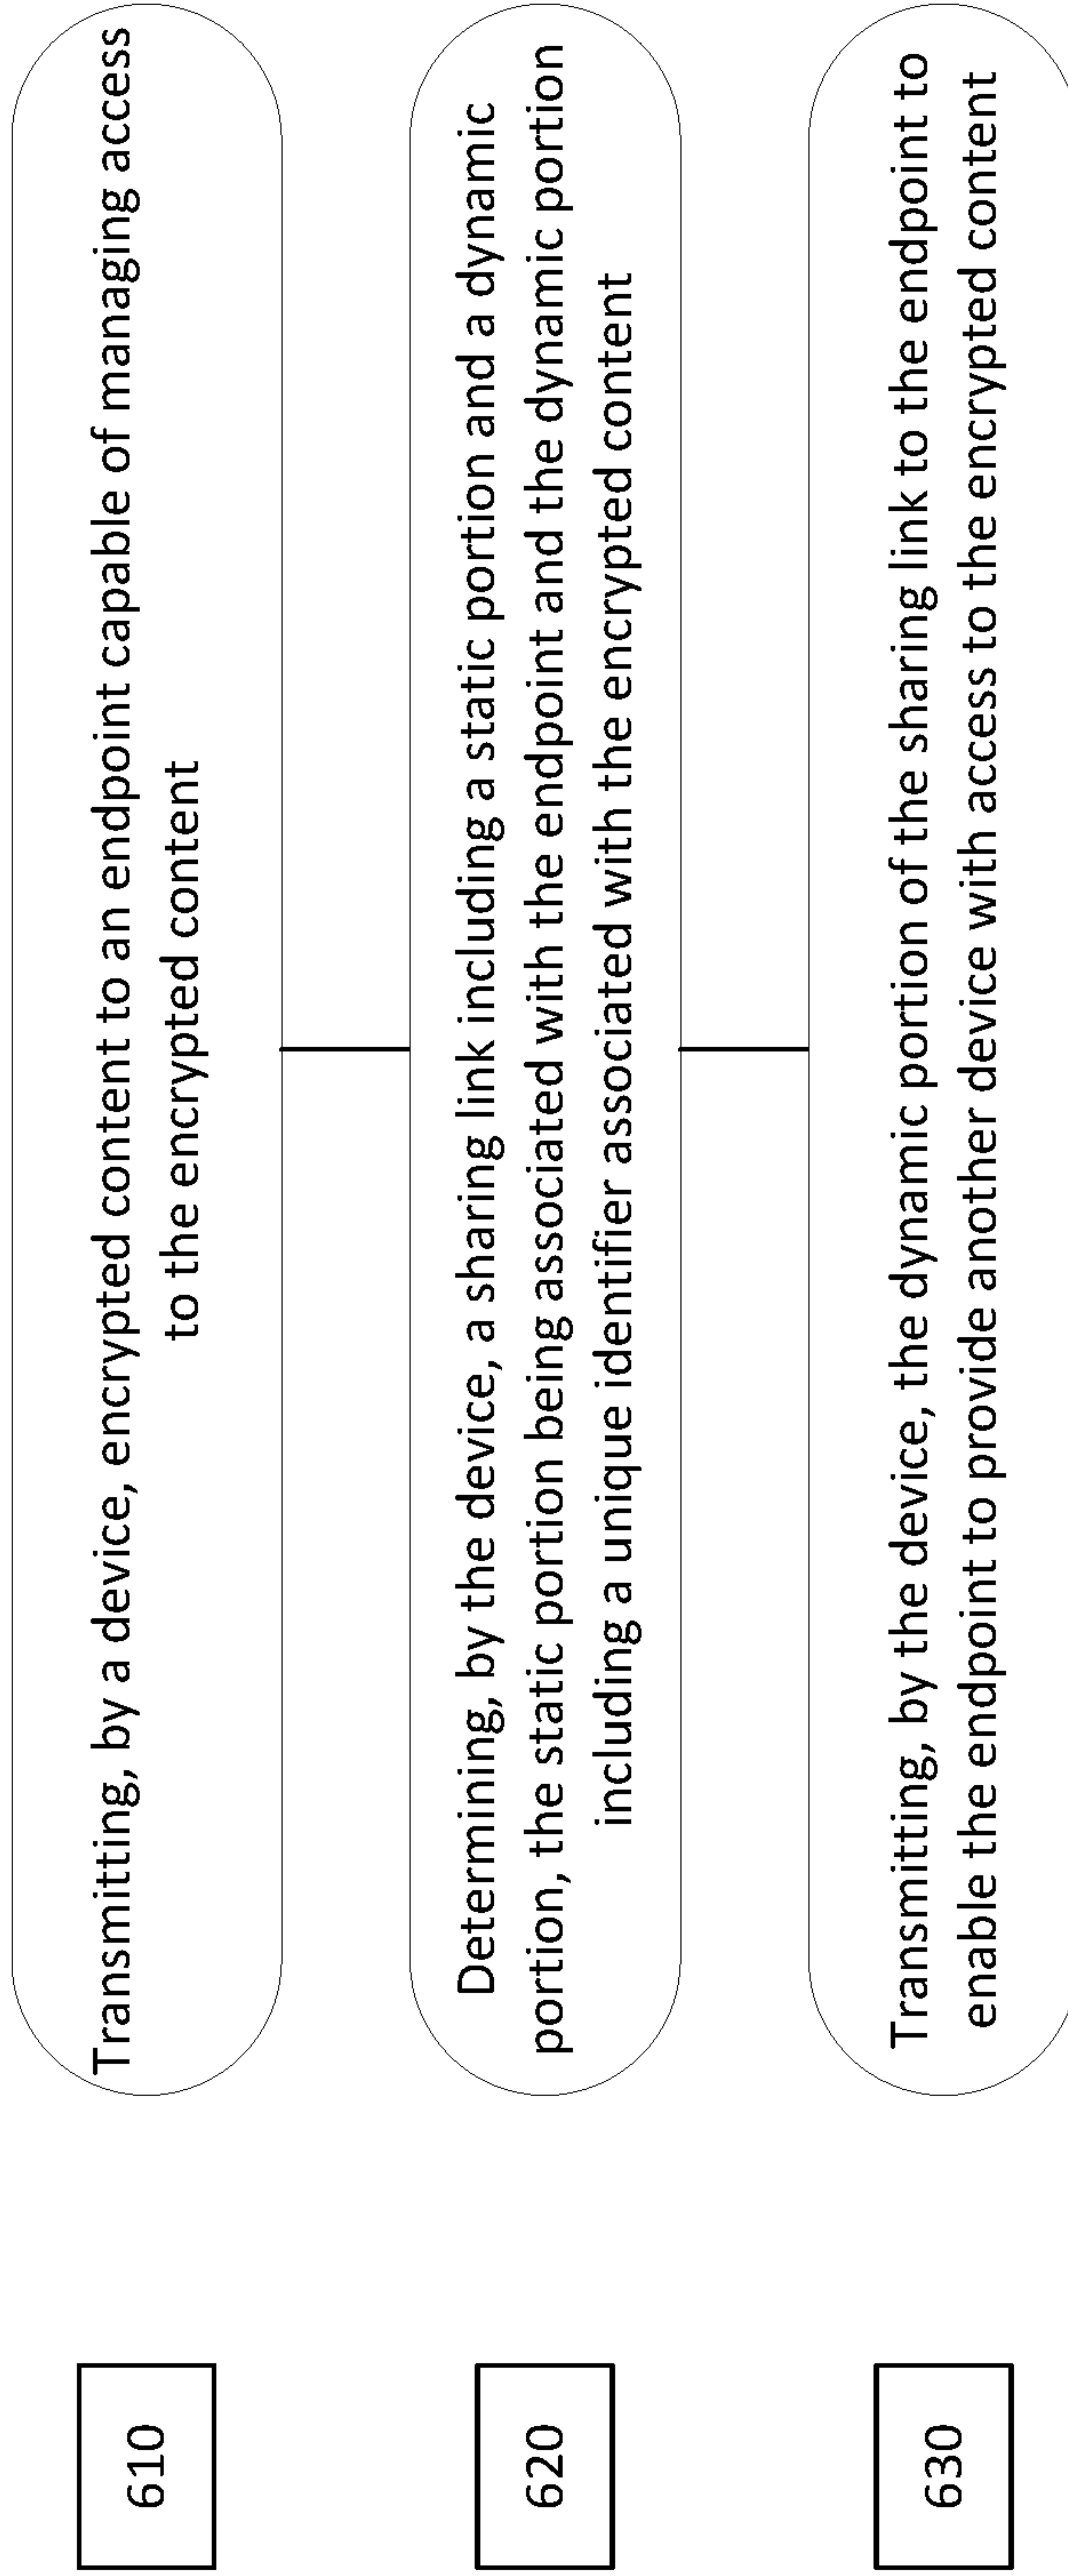 610
Transmitting, by a device, encrypted content to an endpoint capable of managing access
to the encrypted content
620
Determining, by the device, a sharing link including a static portion and a dynamic
portion, the static portion being associated with the endpoint and the dynamic portion
including a unique identifier associated with the encrypted content
630
Transmitting, by the device, the dynamic portion of the sharing link to the endpoint to
enable the endpoint to provide another device with access to the encrypted content